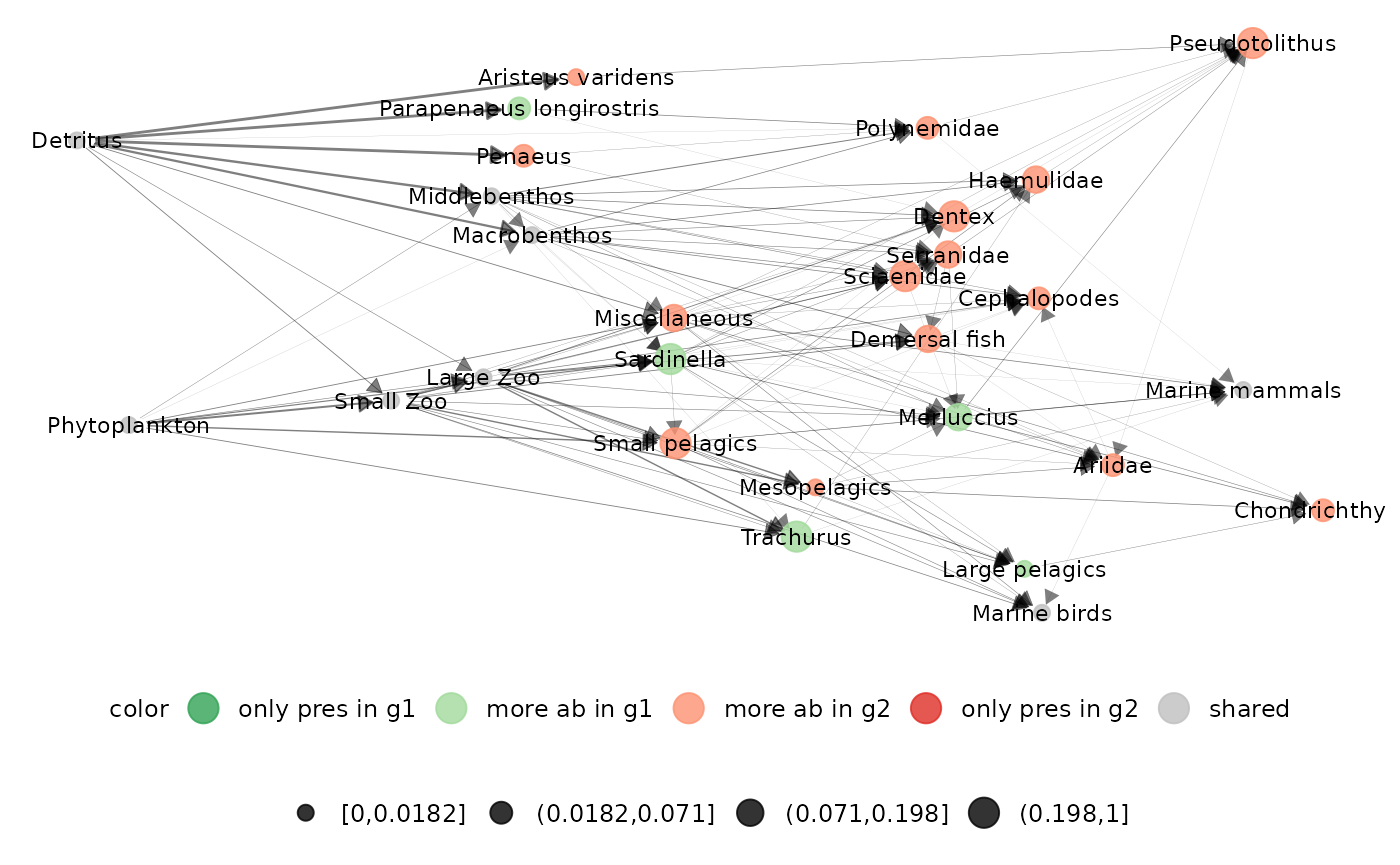 Pseudotolithus
Aristeus varidens
Parapenaeus longirostris
Polynemidae
Detritus
Penaeus
Haemulidae
Middlebenthos
Dentex
Macrobenthos
Serranidae
Sciaenidae
Cephalopodes
Miscellaneous
Demersal fish
Sardinella
Large Zoo
Marine mammals
Small Zoo
Merluccius
Phytoplankton
Small pelagics
Ariidae
Mesopelagics
Chondrichthy
Trachurus
Large pelagics
Marine birds
color only pres in g1 more ab in g1 more ab in g2 only pres in g2 shared
[0,0.0182] (0.0182,0.071] (0.071,0.198] (0.198,1]